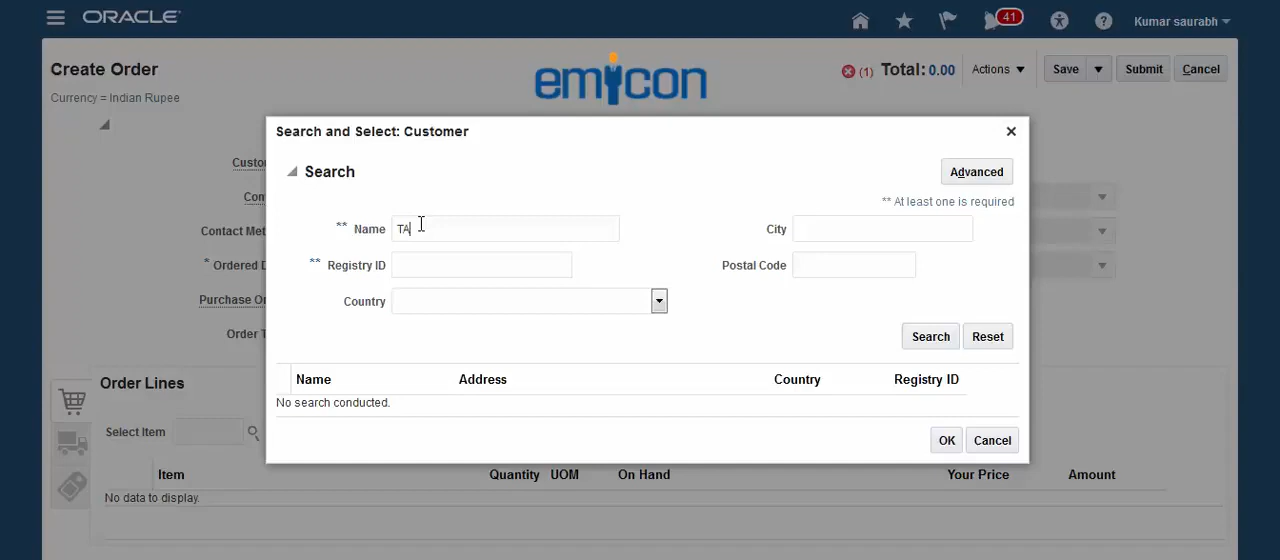 ORACLE
41
Kumar saurabh
Create Order
emicon
(1) Total: 0.00
Actions
Save
Submit
Cancel
Currency = Indian Rupee
Search and Select: Customer
Search
Advanced
** At least one is required
** Name TA
City
** Registry ID
Postal Code
Country
Search Reset
Name Address Country Registry ID
No search conducted.
OK Cancel
Contact Met
* Ordered D
Purchase Or
Order T
Order Lines
Select Item
Item Quantity UOM On Hand Your Price Amount
No data to display.